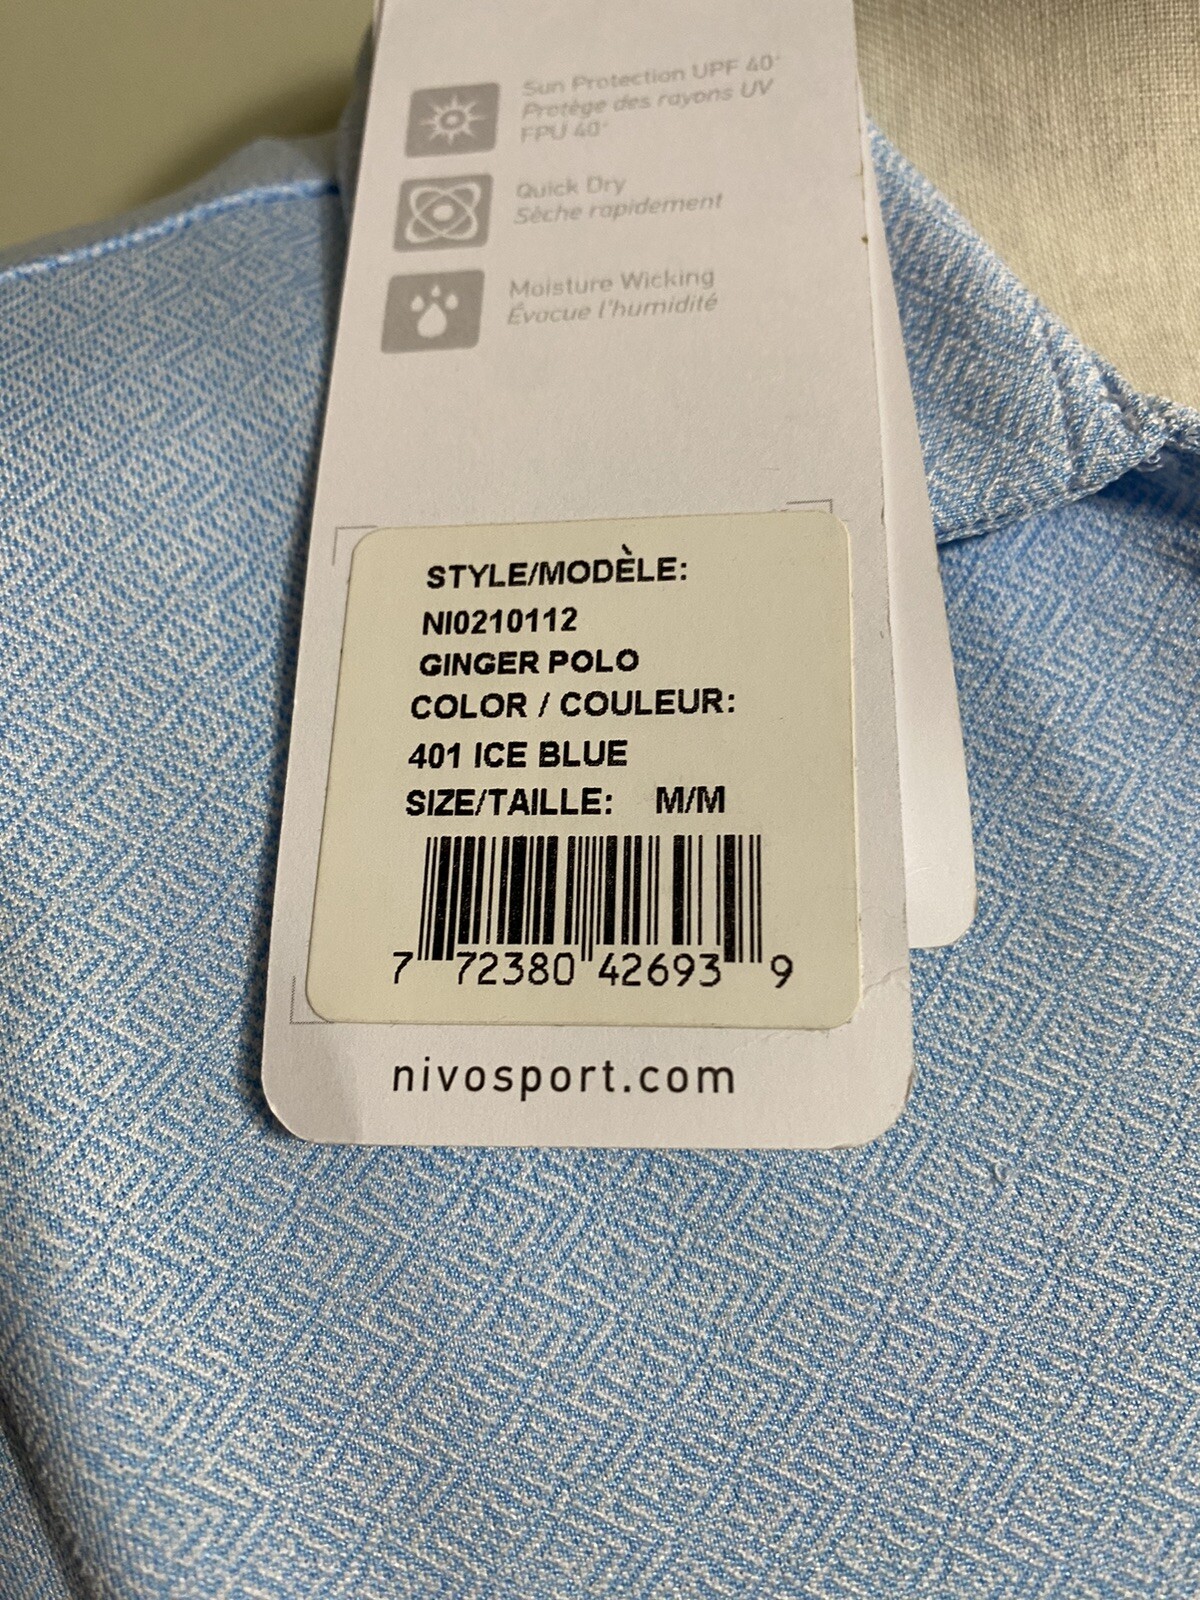 Sun Protection UPF 40+
Protège des rayons UV
FPU 40+
Quick Dry
Sèche rapidement
Moisture Wicking
Évacue l'humidité
STYLE/MODÈLE:
NI0210112
GINGER POLO
COLOR / COULEUR:
401 ICE BLUE
SIZE/TAILLE: M/M
7 72380 42693 9
nivosport.com